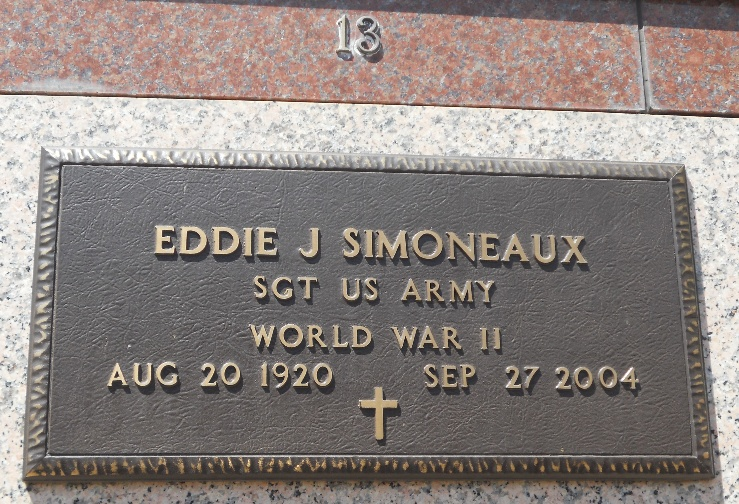 13
EDDIE J SIMONEAUX
SGT US ARMY
WORLD WAR II
AUG 20 1920 SEP 27 2004